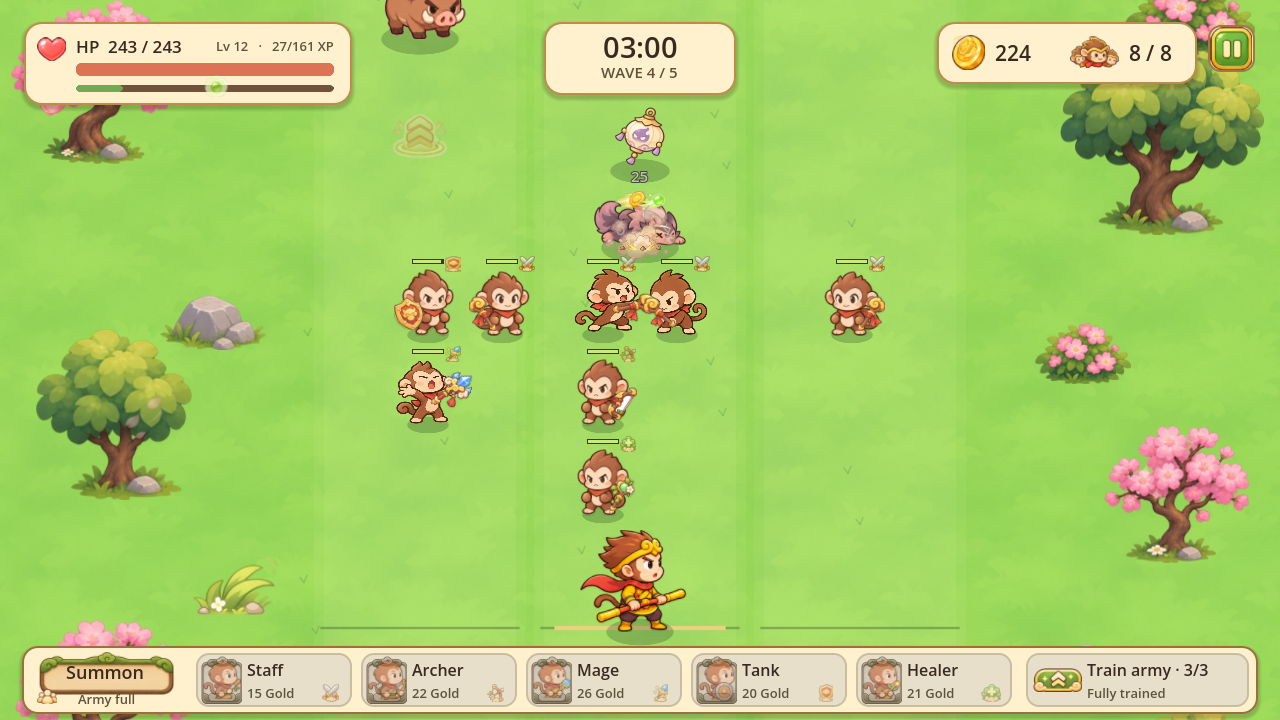 HP 243 / 243
Lv 12 · 27/161 XP
03:00
WAVE 4 / 5
224
8 / 8
25
Summon
Army full
Staff
15 Gold
Archer
22 Gold
Mage
26 Gold
Tank
20 Gold
Healer
21 Gold
Train army · 3/3
Fully trained